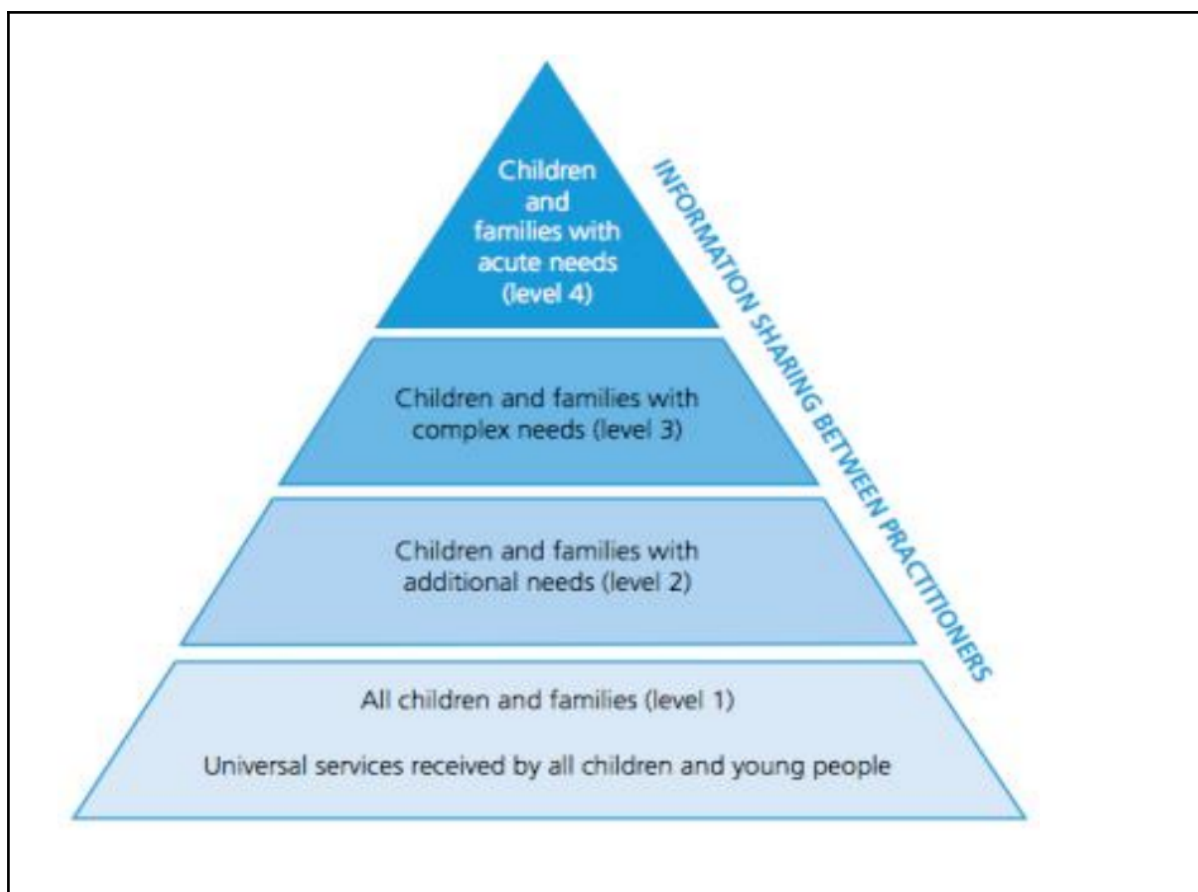 Children
and
families with
acute needs
(level 4)
INFORMATION SHARING BETWEEN PRACTITIONERS
Children and families with
complex needs (level 3)
Children and families with
additional needs (level 2)
All children and families (level 1)
Universal services received by all children and young people